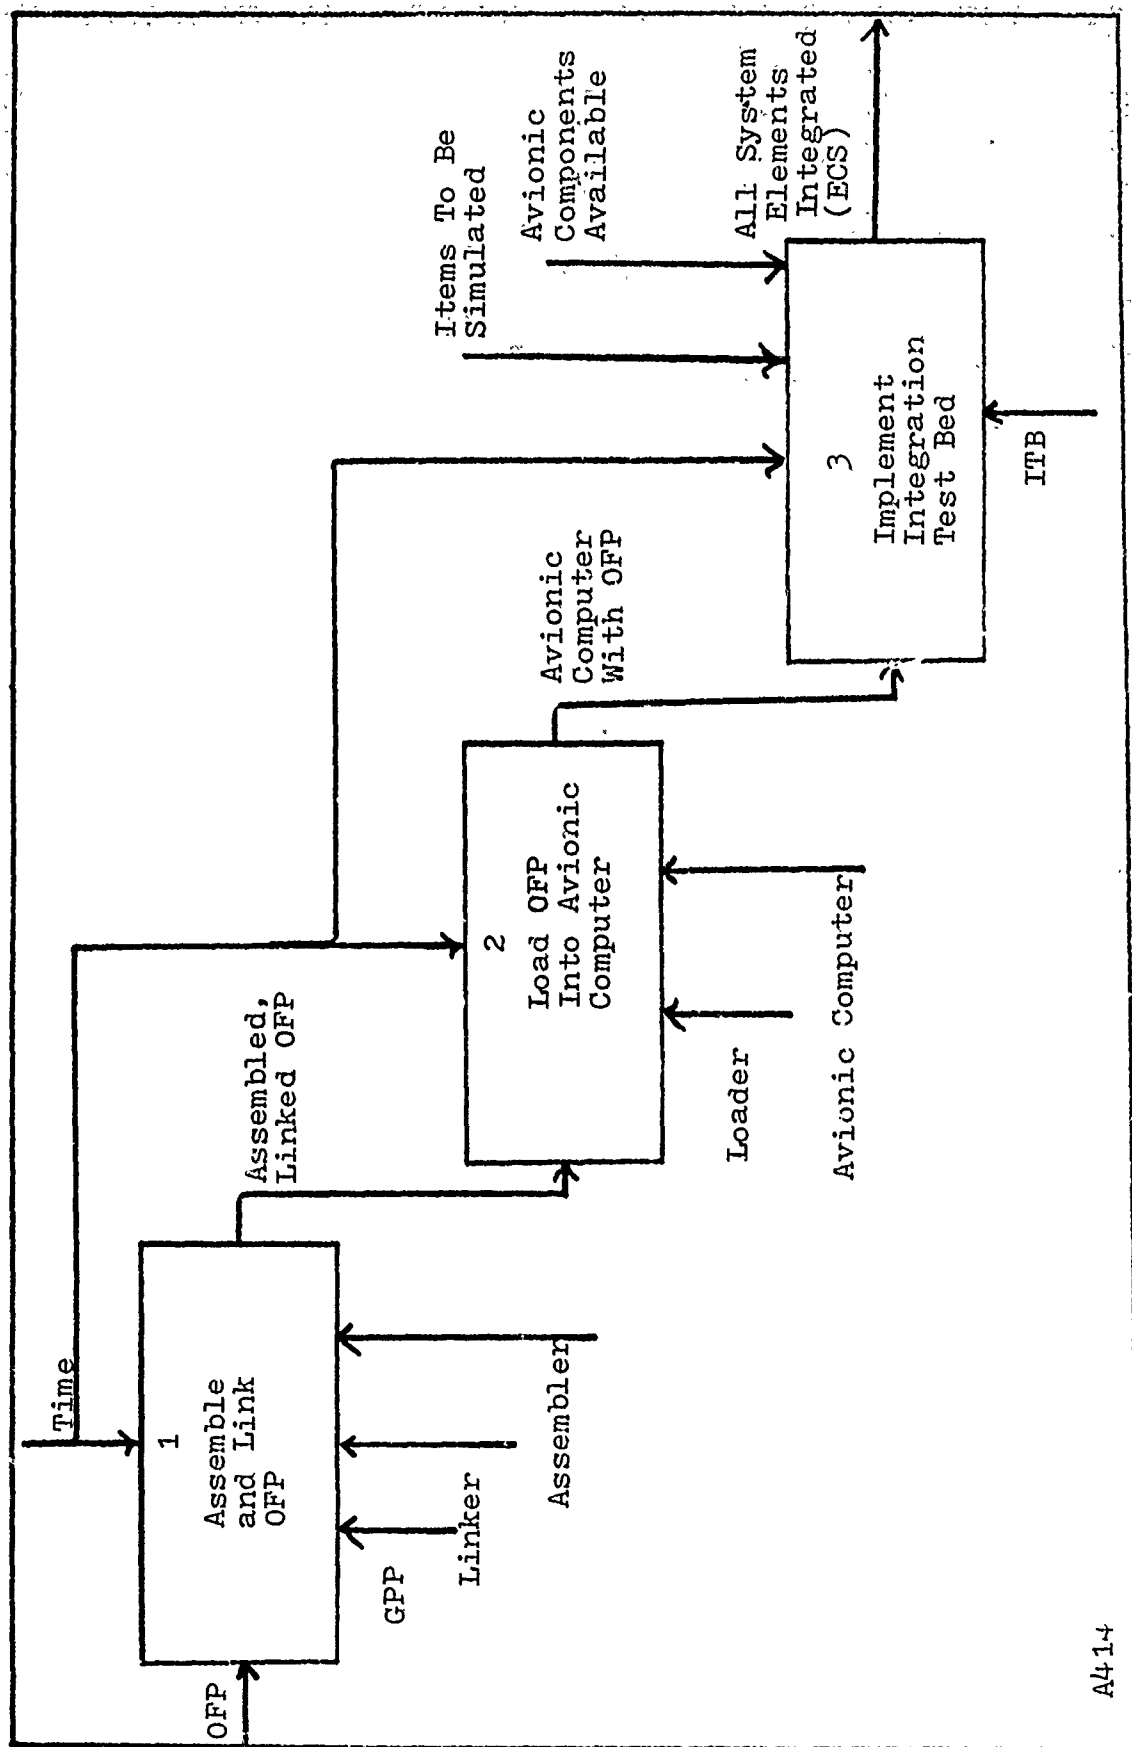 Time
OFP
1
Assemble
and Link
OFP
GPP
Linker
Assembler
Assembled,
Linked OFP
2
Load OFP
Into Avionic
Computer
Loader
Avionic Computer
Avionic
Computer
With OFP
Items To Be
Simulated
Avionic
Components
Available
3
Implement
Integration
Test Bed
ITB
All System
Elements
Integrated
(ECS)
A414